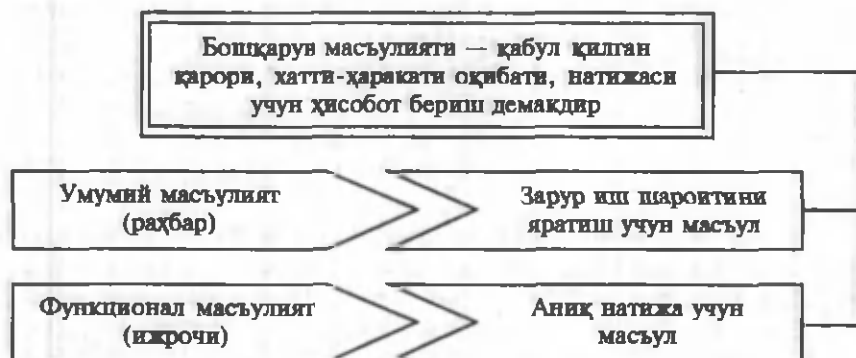 Бошқарув масъулияти — қабул қилган
қарори, хатти-ҳаракати оқибати, натижаси
учун ҳисобот бериш демакдир
Умумий масъулият
(раҳбар)
Зарур иш шароитини
яратиш учун масъул
Функционал масъулият
(ижрочи)
Аниқ натижа учун
масъул